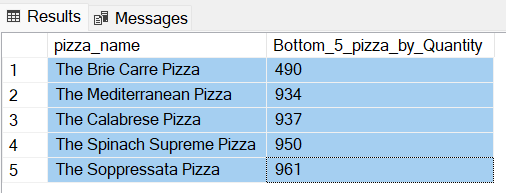 Results Messages
pizza_name Bottom_5_pizza_by_Quantity
1 The Brie Carre Pizza 490
2 The Mediterranean Pizza 934
3 The Calabrese Pizza 937
4 The Spinach Supreme Pizza 950
5 The Soppressata Pizza 961